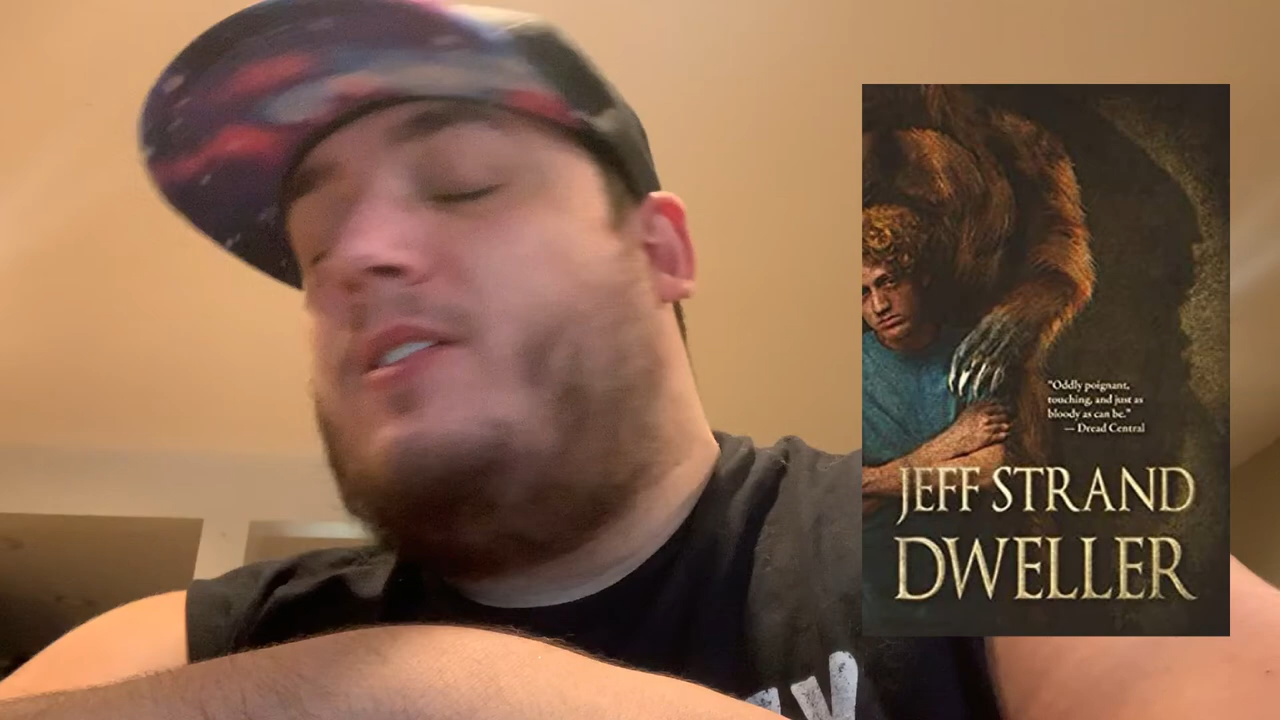 "Oddly poignant,
touching, and just as
bloody as can be."
— Dread Central
JEFF STRAND
DWELLER